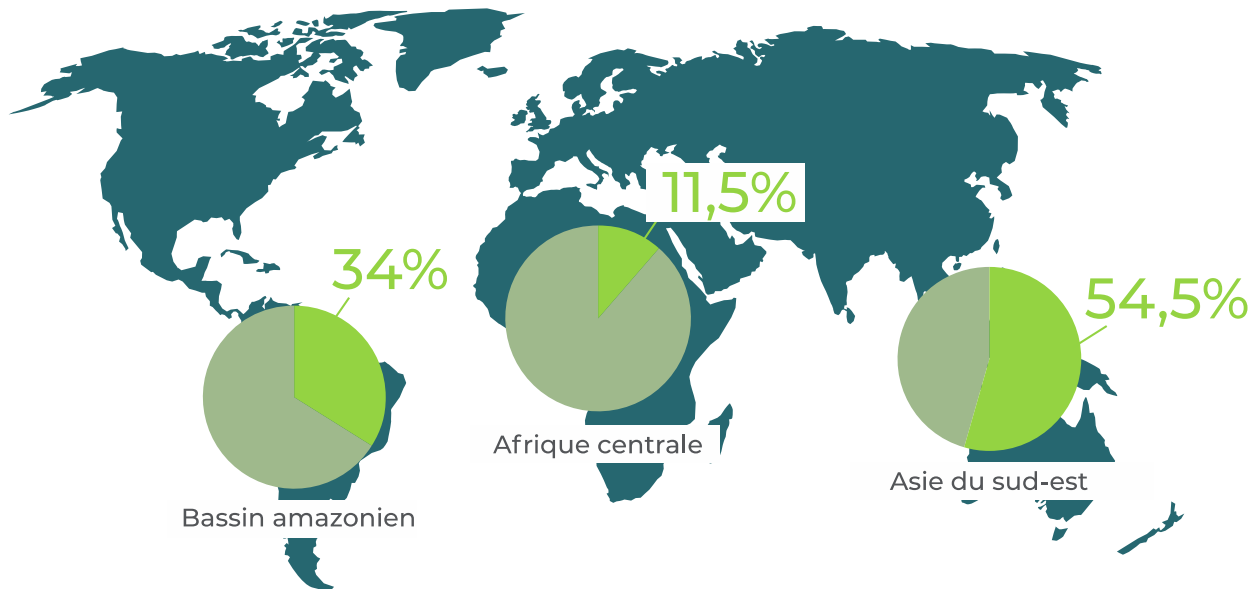 11,5%
34%
54,5%
Afrique centrale
Asie du sud-est
Bassin amazonien